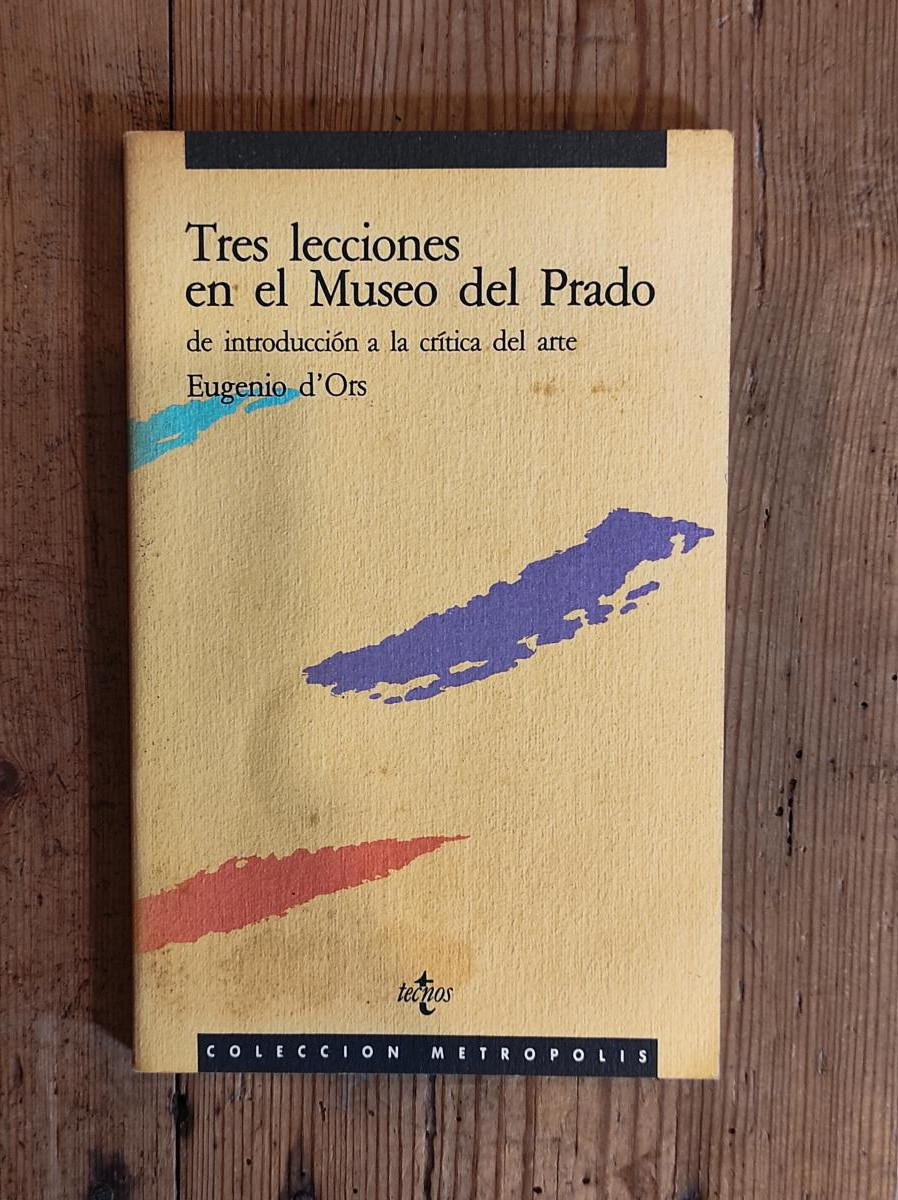 Tres lecciones
en el Museo del Prado
de introducción a la crítica del arte
Eugenio d'Ors
tecnos
COLECCION METROPOLIS